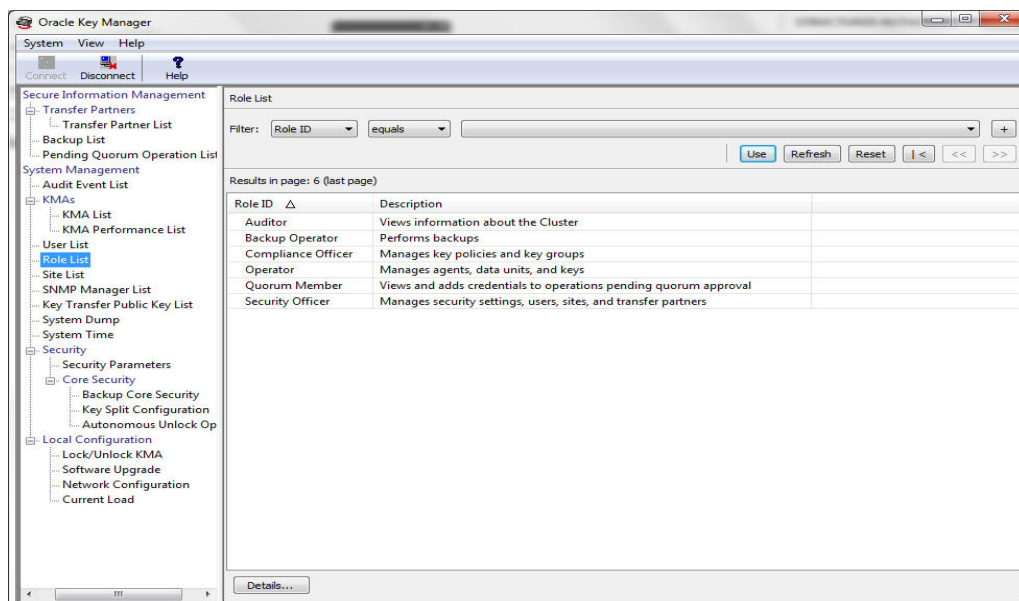 Oracle Key Manager
System View Help
Connect Disconnect Help
Secure Information Management
Transfer Partners
Transfer Partner List
Backup List
Pending Quorum Operation List
System Management
Audit Event List
KMAs
KMA List
KMA Performance List
User List
Role List
Site List
SNMP Manager List
Key Transfer Public Key List
System Dump
System Time
Security
Security Parameters
Core Security
Backup Core Security
Key Split Configuration
Autonomous Unlock Op
Local Configuration
Lock/Unlock KMA
Software Upgrade
Network Configuration
Current Load
Role List
Filter: Role ID equals +
Use Refresh Reset |< << >>
Results in page: 6 (last page)
Role ID Description
Auditor Views information about the Cluster
Backup Operator Performs backups
Compliance Officer Manages key policies and key groups
Operator Manages agents, data units, and keys
Quorum Member Views and adds credentials to operations pending quorum approval
Security Officer Manages security settings, users, sites, and transfer partners
Details...